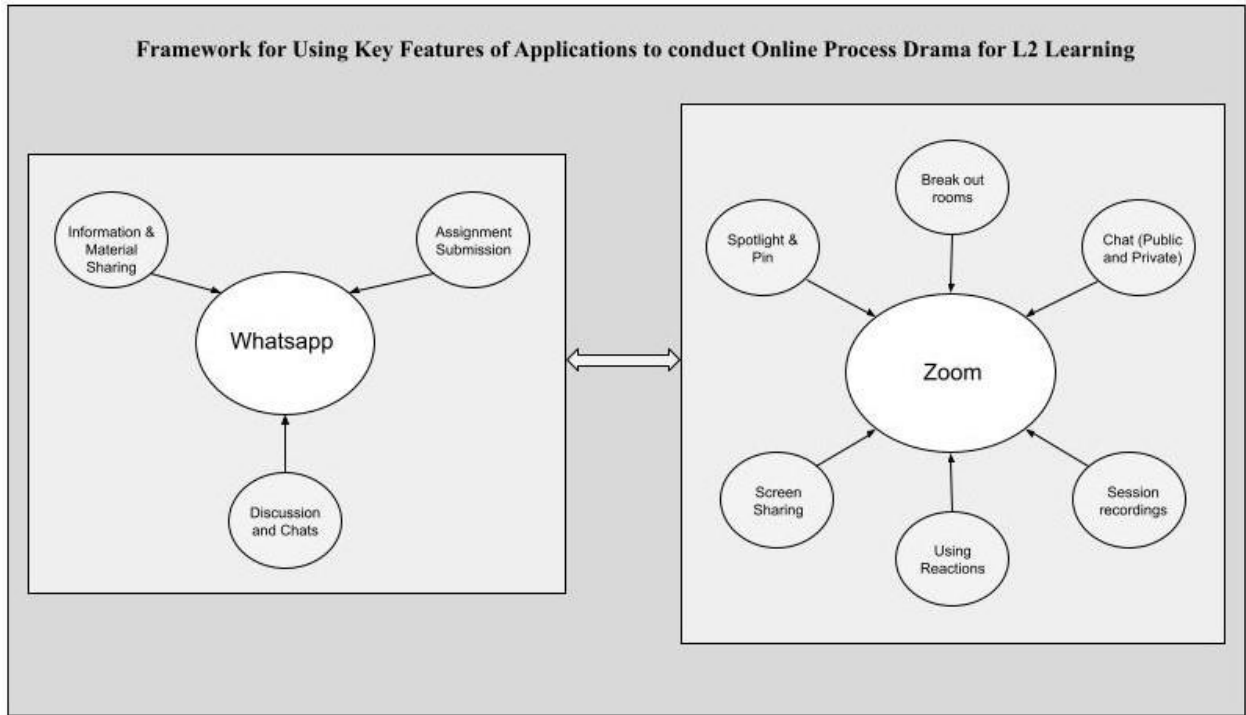 Framework for Using Key Features of Applications to conduct Online Process Drama for L2 Learning
Information &
Material
Sharing
Assignment
Submission
Whatsapp
Discussion
and Chats
Break out
rooms
Spotlight &
Pin
Chat (Public
and Private)
Zoom
Screen
Sharing
Session
recordings
Using
Reactions